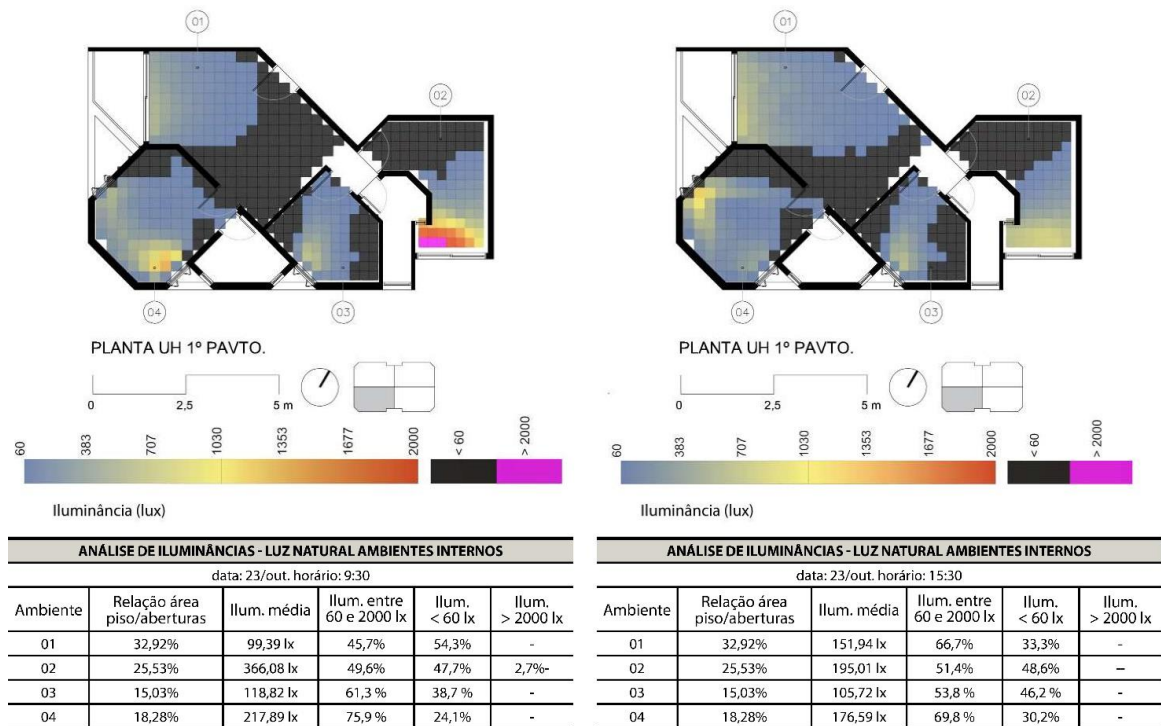 01
02
04
03
PLANTA UH 1º PAVTO.
0 2,5 5 m
60 383 707 1030 1353 1677 2000 < 60 > 2000
Iluminância (lux)
ANÁLISE DE ILUMINÂNCIAS - LUZ NATURAL AMBIENTES INTERNOS
data: 23/out. horário: 9:30
Ambiente Relação área piso/aberturas Ilum. média Ilum. entre 60 e 2000 lx Ilum. < 60 lx Ilum. > 2000 lx
01 32,92% 99,39 lx 45,7% 54,3% -
02 25,53% 366,08 lx 49,6% 47,7% 2,7%-
03 15,03% 118,82 lx 61,3 % 38,7 % -
04 18,28% 217,89 lx 75,9 % 24,1% -
01
02
04
03
PLANTA UH 1º PAVTO.
0 2,5 5 m
60 383 707 1030 1353 1677 2000 < 60 > 2000
Iluminância (lux)
ANÁLISE DE ILUMINÂNCIAS - LUZ NATURAL AMBIENTES INTERNOS
data: 23/out. horário: 15:30
Ambiente Relação área piso/aberturas Ilum. média Ilum. entre 60 e 2000 lx Ilum. < 60 lx Ilum. > 2000 lx
01 32,92% 151,94 lx 66,7% 33,3% -
02 25,53% 195,01 lx 51,4% 48,6% --
03 15,03% 105,72 lx 53,8 % 46,2 % -
04 18,28% 176,59 lx 69,8 % 30,2% -